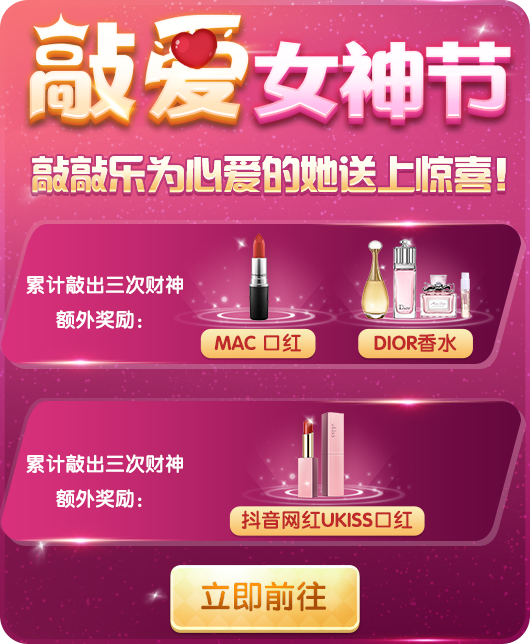 敲爱女神节
敲敲乐为心爱的她送上惊喜!
累计敲出三次财神
额外奖励:
MAC 口红
DIOR香水
累计敲出三次财神
额外奖励:
抖音网红UKISS口红
立即前往